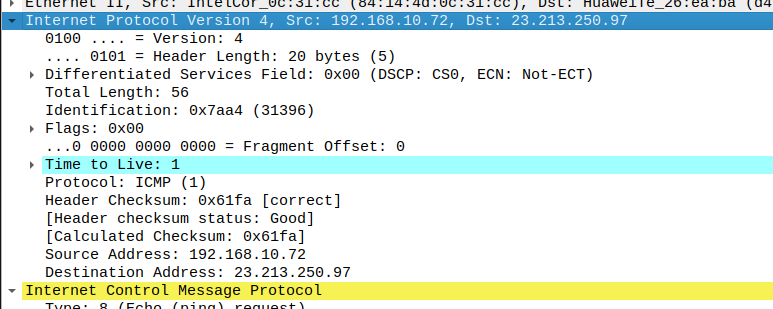 Ethernet II, Src: IntelCor_0c:31:cc (84:14:4d:0c:31:cc), Dst: HuaweiTe_26:ea:ba (d4
Internet Protocol Version 4, Src: 192.168.10.72, Dst: 23.213.250.97
0100 .... = Version: 4
.... 0101 = Header Length: 20 bytes (5)
Differentiated Services Field: 0x00 (DSCP: CS0, ECN: Not-ECT)
Total Length: 56
Identification: 0x7aa4 (31396)
Flags: 0x00
...0 0000 0000 0000 = Fragment Offset: 0
Time to Live: 1
Protocol: ICMP (1)
Header Checksum: 0x61fa [correct]
[Header checksum status: Good]
[Calculated Checksum: 0x61fa]
Source Address: 192.168.10.72
Destination Address: 23.213.250.97
Internet Control Message Protocol
Type: 8 (Echo (ping) request)